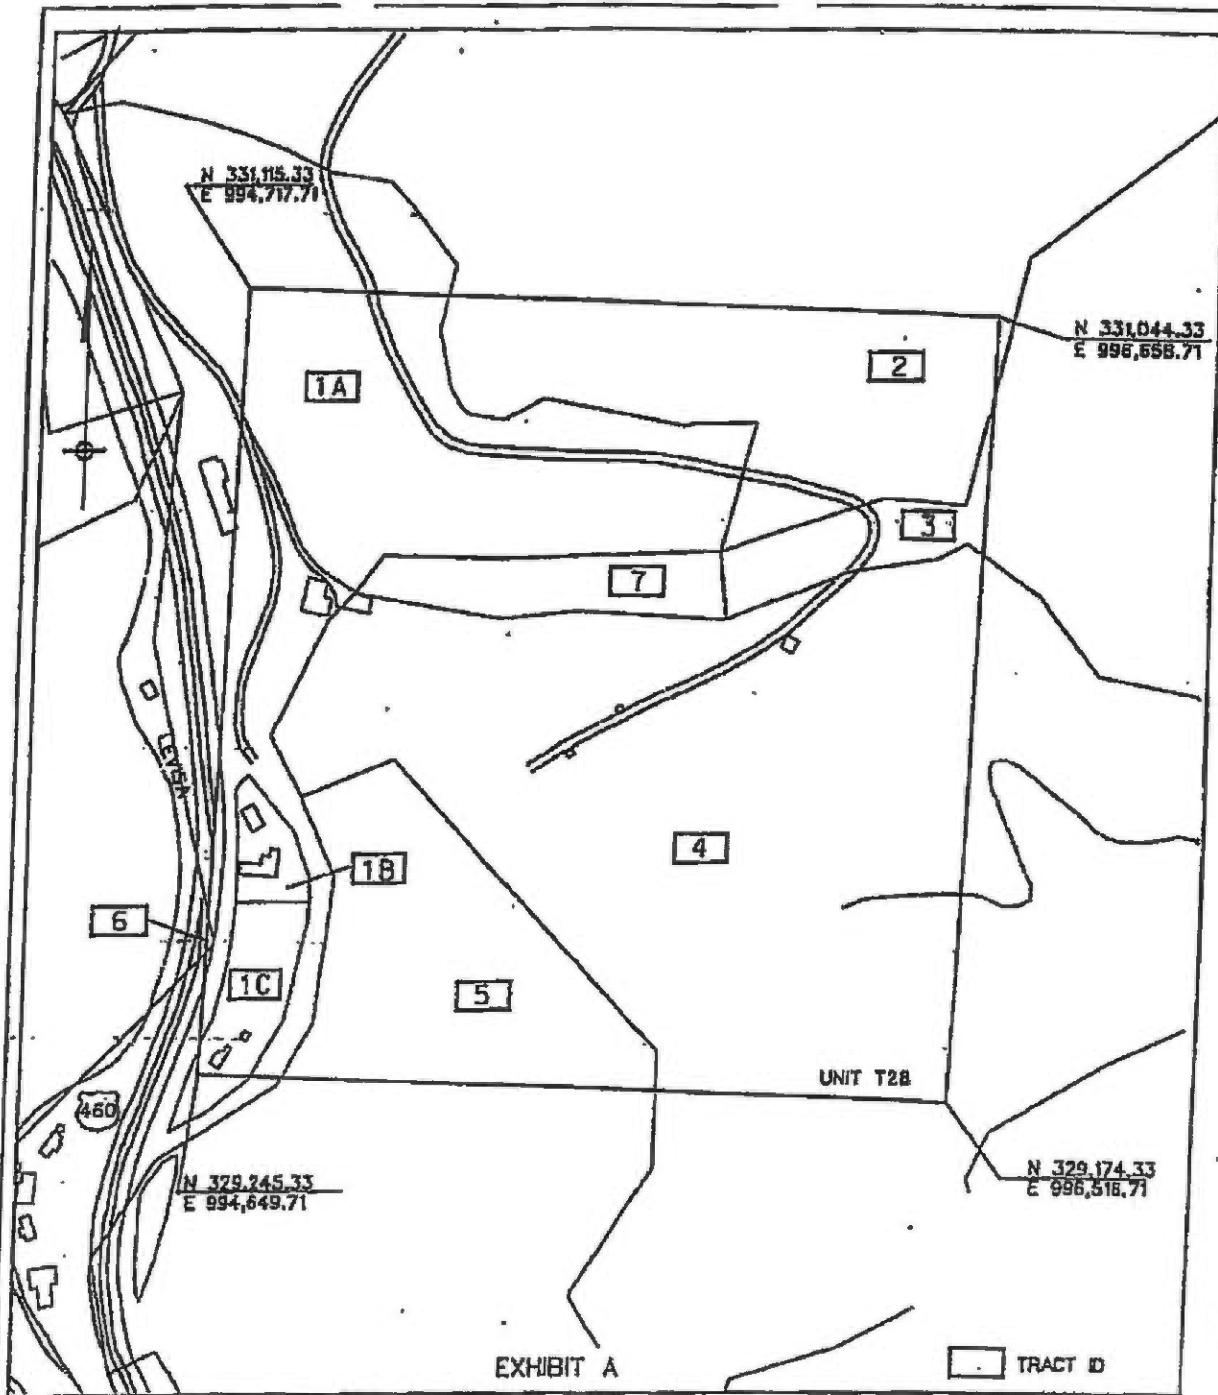 N 331,115.33
E 994,717.71
N 331,044.33
E 996,658.71
1A
2
3
7
LEVISA
4
1B
6
1C
5
UNIT T28
460
N 329,245.33
E 994,649.71
N 329,174.33
E 996,516.71
EXHIBIT A
TRACT ID